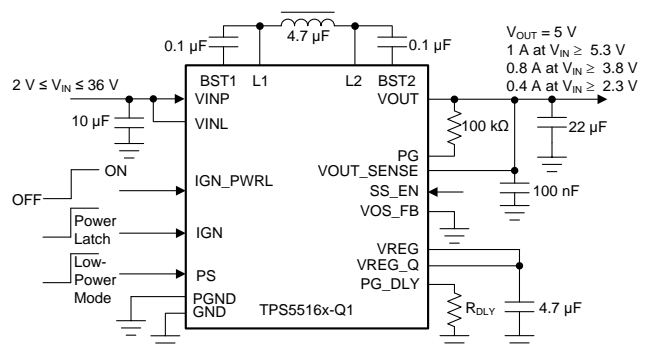 4.7 µF
0.1 µF
0.1 µF
V_OUT = 5 V
1 A at V_IN ≥ 5.3 V
0.8 A at V_IN ≥ 3.8 V
0.4 A at V_IN ≥ 2.3 V
BST1 L1 L2 BST2
2 V ≤ V_IN ≤ 36 V
VINP
VOUT
VINL
10 µF
100 kΩ
22 µF
PG
VOUT_SENSE
ON
OFF
IGN_PWRL
SS_EN
100 nF
VOS_FB
Power
Latch
IGN
VREG
VREG_Q
Low-
Power
Mode
PS
PG_DLY
PGND
GND
TPS5516x-Q1
R_DLY
4.7 µF